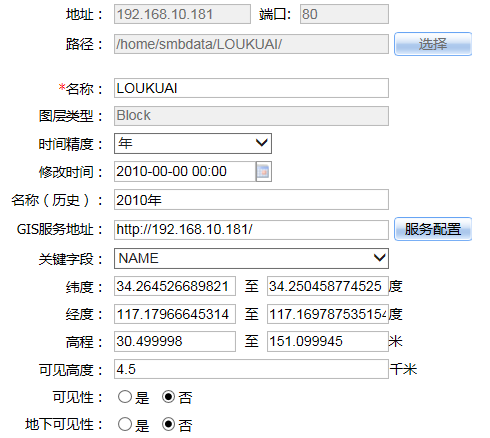 地址： 192.168.10.181 端口: 80
路径： /home/smbdata/LOUKUAI/ 选择
*名称： LOUKUAI
图层类型： Block
时间精度： 年
修改时间： 2010-00-00 00:00
名称（历史）： 2010年
GIS服务地址： http://192.168.10.181/ 服务配置
关键字段： NAME
纬度： 34.264526689821 至 34.250458774525 度
经度： 117.17966645314 至 117.169787535154 度
高程： 30.499998 至 151.099945 米
可见高度： 4.5 千米
可见性： 是 否
地下可见性： 是 否